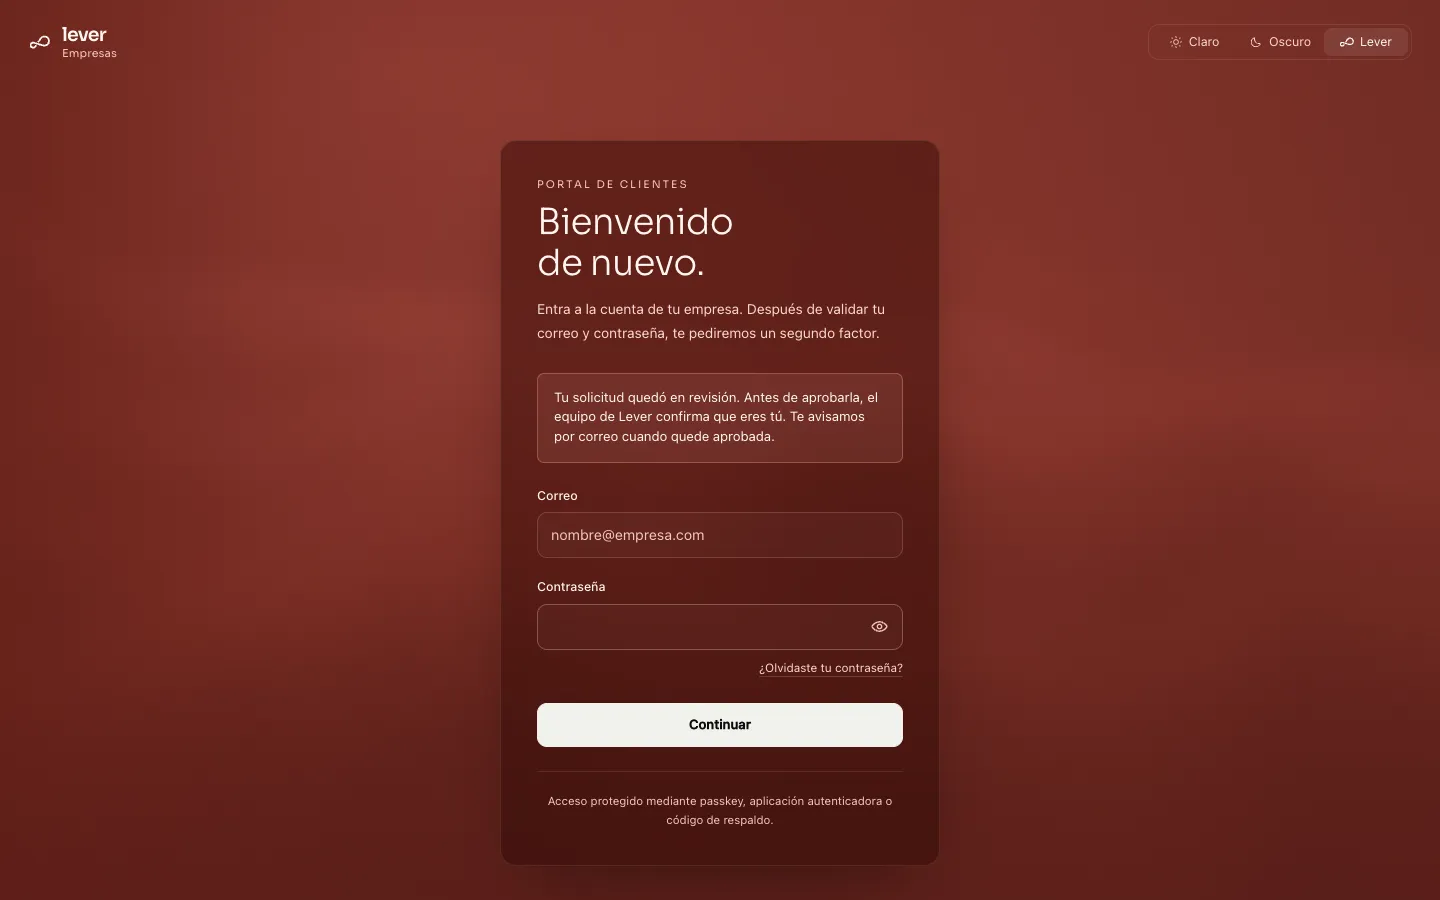 lever
Empresas
Claro
Oscuro
Lever
PORTAL DE CLIENTES
Bienvenido
de nuevo.
Entra a la cuenta de tu empresa. Después de validar tu
correo y contraseña, te pediremos un segundo factor.
Tu solicitud quedó en revisión. Antes de aprobarla, el
equipo de Lever confirma que eres tú. Te avisamos
por correo cuando quede aprobada.
Correo
nombre@empresa.com
Contraseña
¿Olvidaste tu contraseña?
Continuar
Acceso protegido mediante passkey, aplicación autenticadora o
código de respaldo.